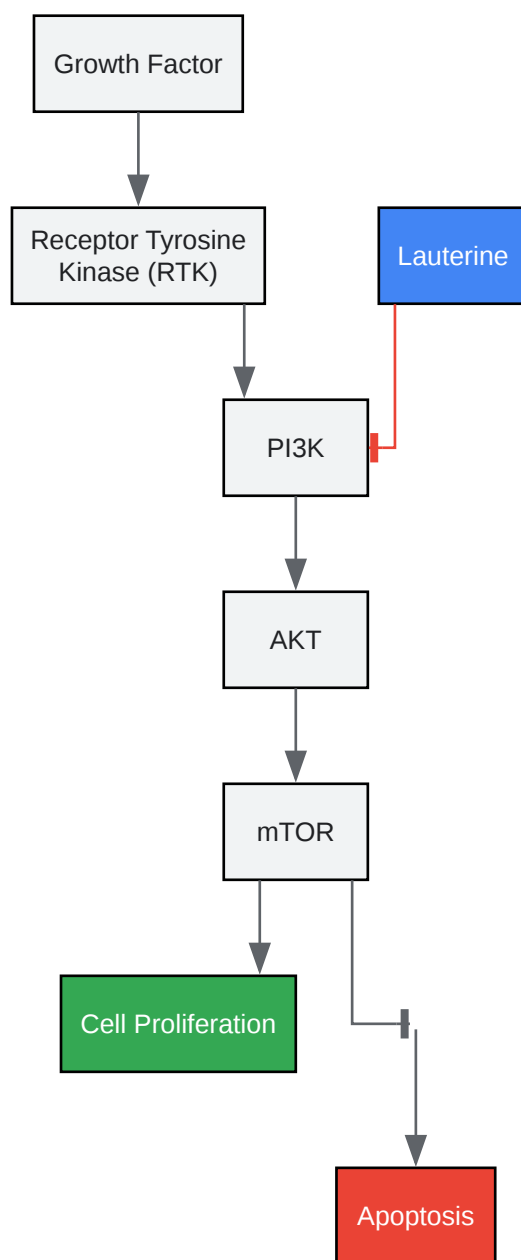 Growth Factor
Receptor Tyrosine
Kinase (RTK)
Lauterine
PI3K
AKT
mTOR
Cell Proliferation
Apoptosis